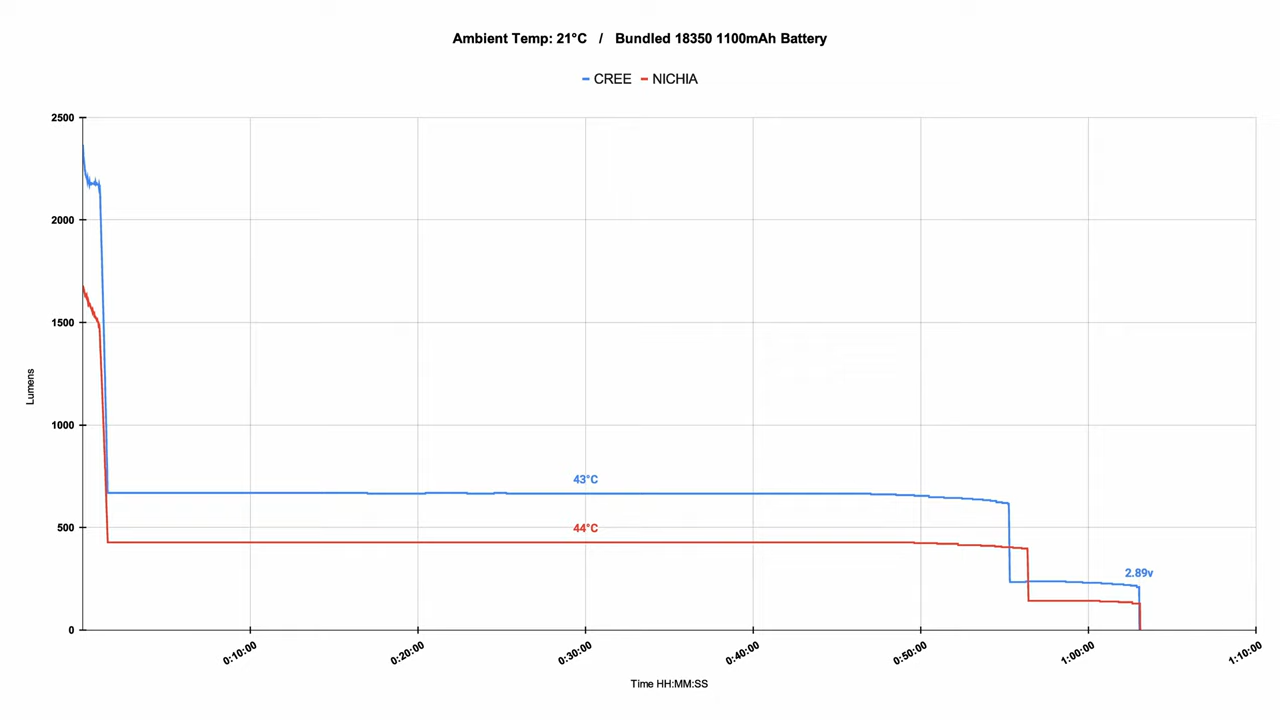 Ambient Temp: 21°C / Bundled 18350 1100mAh Battery
CREE NICHIA
2500
2000
1500
1000
500
0
Lumens
43°C
44°C
2.89v
0:10:00 0:20:00 0:30:00 0:40:00 0:50:00 1:00:00 1:10:00
Time HH:MM:SS